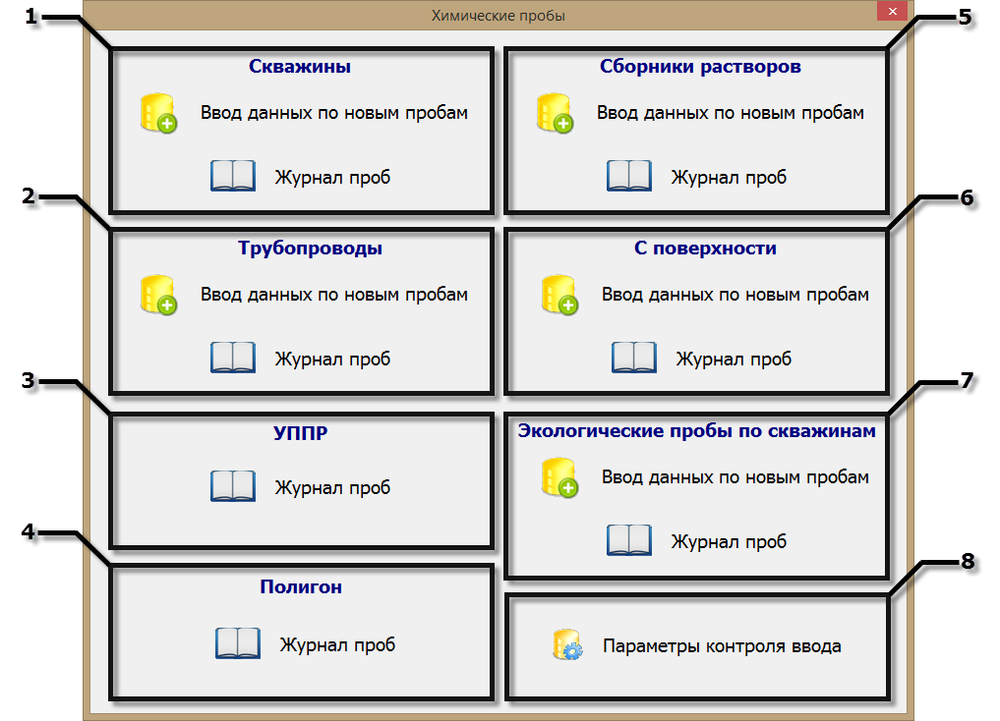 Химические пробы
1
Скважины
Ввод данных по новым пробам
Журнал проб
2
Трубопроводы
Ввод данных по новым пробам
Журнал проб
3
УППР
Журнал проб
4
Полигон
Журнал проб
5
Сборники растворов
Ввод данных по новым пробам
Журнал проб
6
С поверхности
Ввод данных по новым пробам
Журнал проб
7
Экологические пробы по скважинам
Ввод данных по новым пробам
Журнал проб
8
Параметры контроля ввода